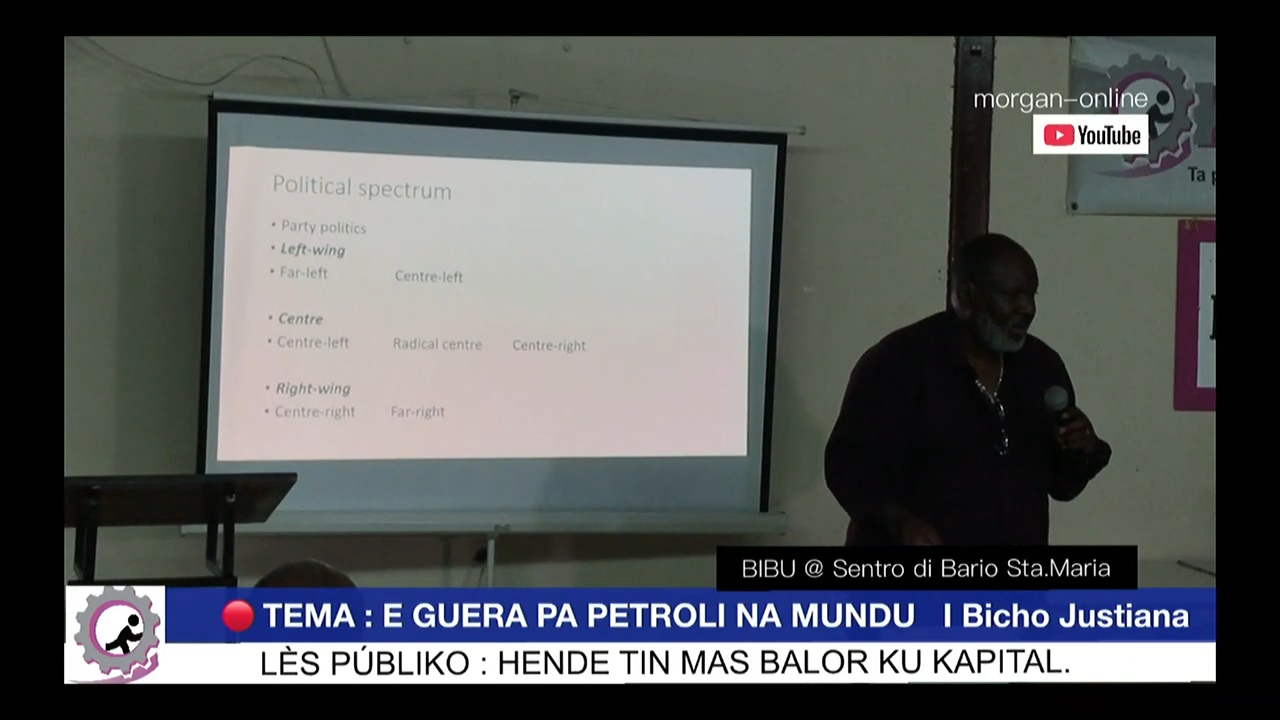 morgan-online
YouTube
Ta
Political spectrum
• Party politics
• Left-wing
• Far-left Centre-left
• Centre
• Centre-left Radical centre Centre-right
• Right-wing
• Centre-right Far-right
BIBU @ Sentro di Bario Sta.Maria
TEMA : E GUERA PA PETROLI NA MUNDU I Bicho Justiana
LÈS PÚBLIKO : HENDE TIN MAS BALOR KU KAPITAL.